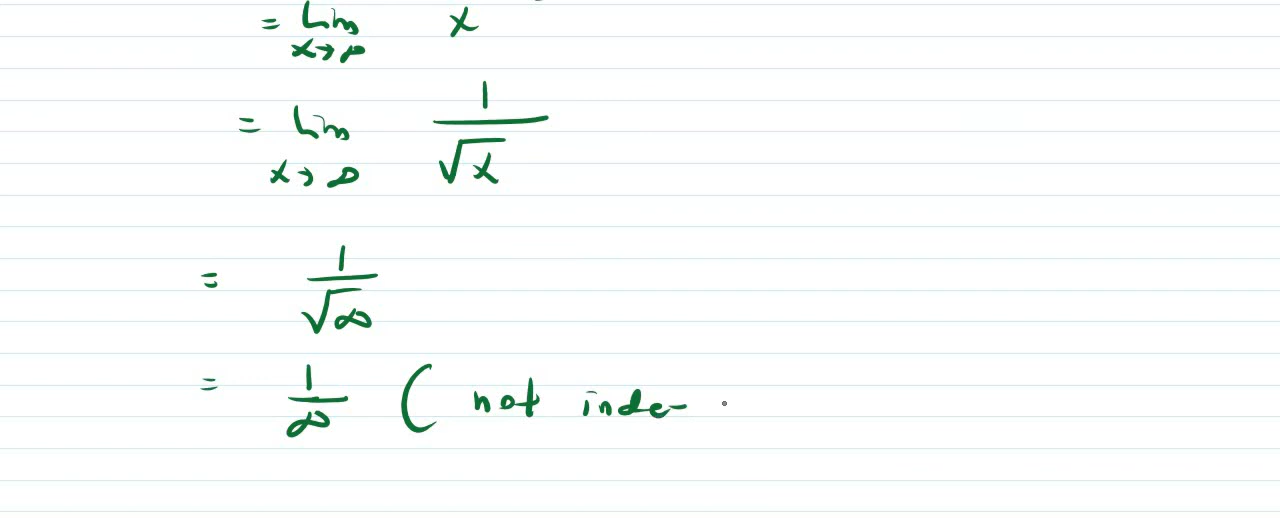 = Lim x→∞ x
= Lim x→∞ 1/√x
= 1/√∞
= 1/∞ ( not inde-